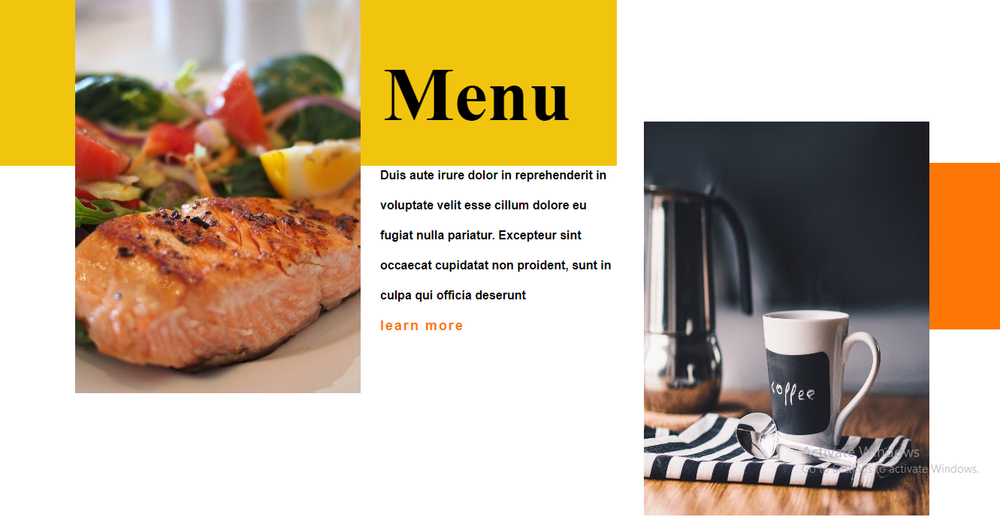 Menu
Duis aute irure dolor in reprehenderit in
voluptate velit esse cillum dolore eu
fugiat nulla pariatur. Excepteur sint
occaecat cupidatat non proident, sunt in
culpa qui officia deserunt
learn more
coffee
Activate Windows
Go to Settings to activate Windows.